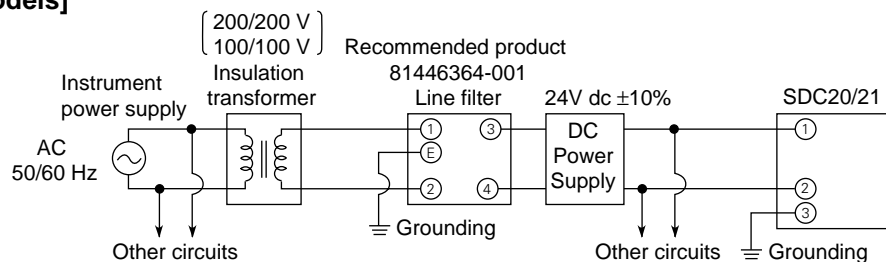 odels]
200/200 V
100/100 V
Insulation
transformer
Recommended product
81446364-001
Line filter
24V dc ±10%
SDC20/21
Instrument
power supply
AC
50/60 Hz
1
E
2
3
4
DC
Power
Supply
1
2
3
Other circuits
Grounding
Other circuits
Grounding